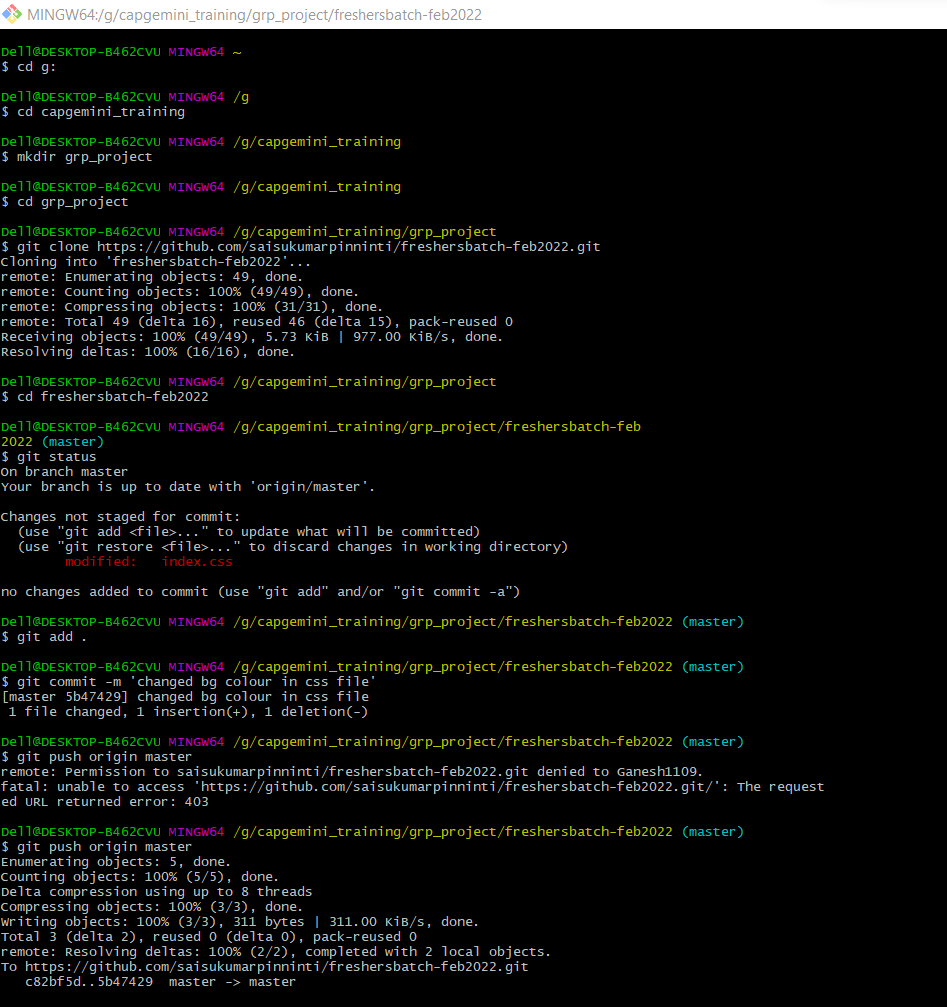 MINGW64:/g/capgemini_training/grp_project/freshersbatch-feb2022
Dell@DESKTOP-B462CVU MINGW64 ~
$ cd g:
Dell@DESKTOP-B462CVU MINGW64 /g
$ cd capgemini_training
Dell@DESKTOP-B462CVU MINGW64 /g/capgemini_training
$ mkdir grp_project
Dell@DESKTOP-B462CVU MINGW64 /g/capgemini_training
$ cd grp_project
Dell@DESKTOP-B462CVU MINGW64 /g/capgemini_training/grp_project
$ git clone https://github.com/saisukumarpinninti/freshersbatch-feb2022.git
Cloning into 'freshersbatch-feb2022'...
remote: Enumerating objects: 49, done.
remote: Counting objects: 100% (49/49), done.
remote: Compressing objects: 100% (31/31), done.
remote: Total 49 (delta 16), reused 46 (delta 15), pack-reused 0
Receiving objects: 100% (49/49), 5.73 KiB | 977.00 KiB/s, done.
Resolving deltas: 100% (16/16), done.
Dell@DESKTOP-B462CVU MINGW64 /g/capgemini_training/grp_project
$ cd freshersbatch-feb2022
Dell@DESKTOP-B462CVU MINGW64 /g/capgemini_training/grp_project/freshersbatch-feb
2022 (master)
$ git status
On branch master
Your branch is up to date with 'origin/master'.
Changes not staged for commit:
  (use "git add <file>..." to update what will be committed)
  (use "git restore <file>..." to discard changes in working directory)
        modified:   index.css
no changes added to commit (use "git add" and/or "git commit -a")
Dell@DESKTOP-B462CVU MINGW64 /g/capgemini_training/grp_project/freshersbatch-feb2022 (master)
$ git add .
Dell@DESKTOP-B462CVU MINGW64 /g/capgemini_training/grp_project/freshersbatch-feb2022 (master)
$ git commit -m 'changed bg colour in css file'
[master 5b47429] changed bg colour in css file
 1 file changed, 1 insertion(+), 1 deletion(-)
Dell@DESKTOP-B462CVU MINGW64 /g/capgemini_training/grp_project/freshersbatch-feb2022 (master)
$ git push origin master
remote: Permission to saisukumarpinninti/freshersbatch-feb2022.git denied to Ganesh1109.
fatal: unable to access 'https://github.com/saisukumarpinninti/freshersbatch-feb2022.git/': The request
ed URL returned error: 403
Dell@DESKTOP-B462CVU MINGW64 /g/capgemini_training/grp_project/freshersbatch-feb2022 (master)
$ git push origin master
Enumerating objects: 5, done.
Counting objects: 100% (5/5), done.
Delta compression using up to 8 threads
Compressing objects: 100% (3/3), done.
Writing objects: 100% (3/3), 311 bytes | 311.00 KiB/s, done.
Total 3 (delta 2), reused 0 (delta 0), pack-reused 0
remote: Resolving deltas: 100% (2/2), completed with 2 local objects.
To https://github.com/saisukumarpinninti/freshersbatch-feb2022.git
   c82bf5d..5b47429  master -> master